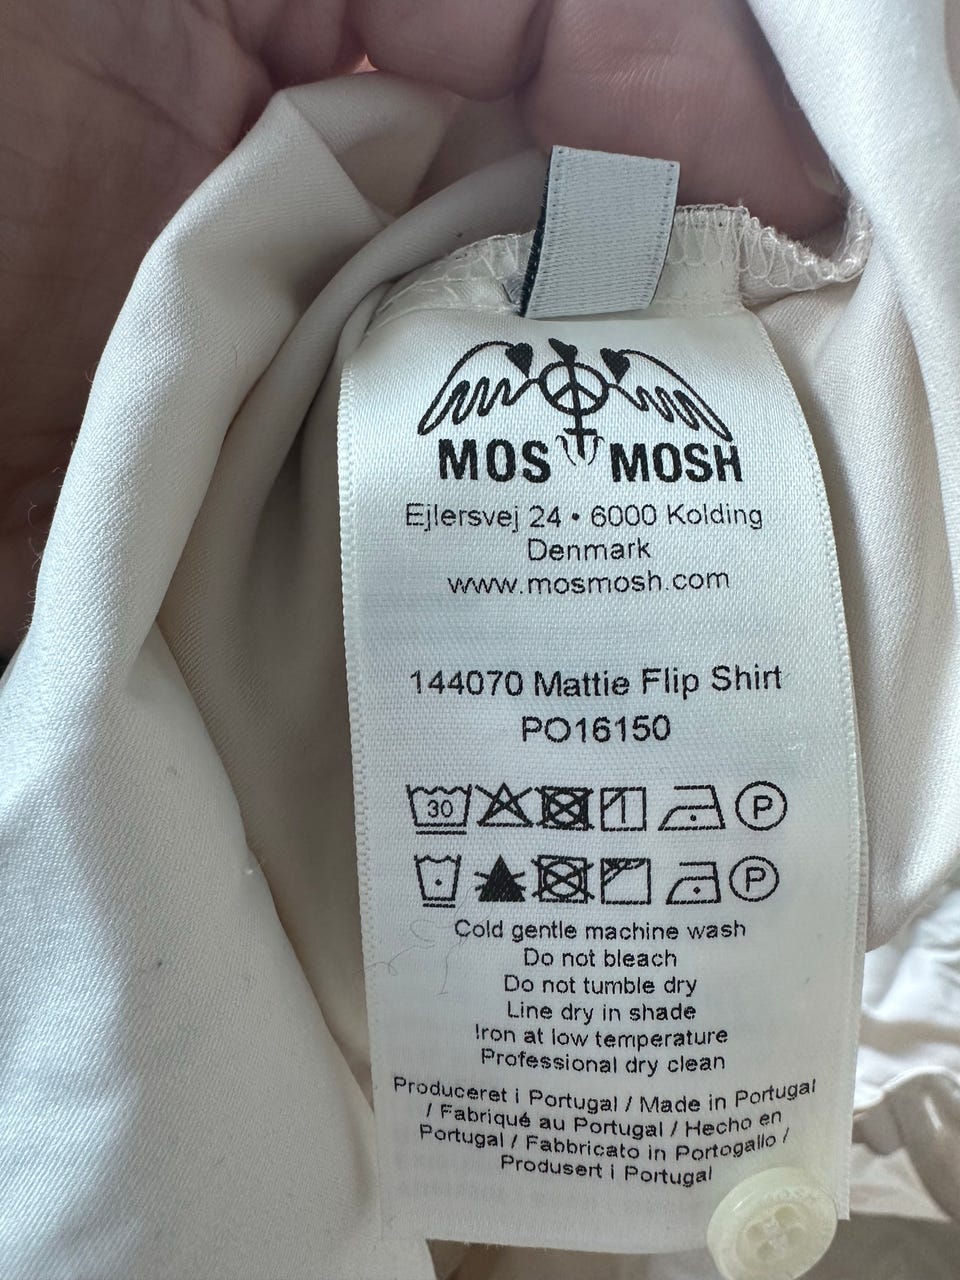 MOS MOSH
Ejlersvej 24 • 6000 Kolding
Denmark
www.mosmosh.com
144070 Mattie Flip Shirt
PO16150
30 P
P
Cold gentle machine wash
Do not bleach
Do not tumble dry
Line dry in shade
Iron at low temperature
Professional dry clean
Produceret i Portugal / Made in Portugal
/ Fabriqué au Portugal / Hecho en
Portugal / Fabbricato in Portogallo /
Produsert i Portugal